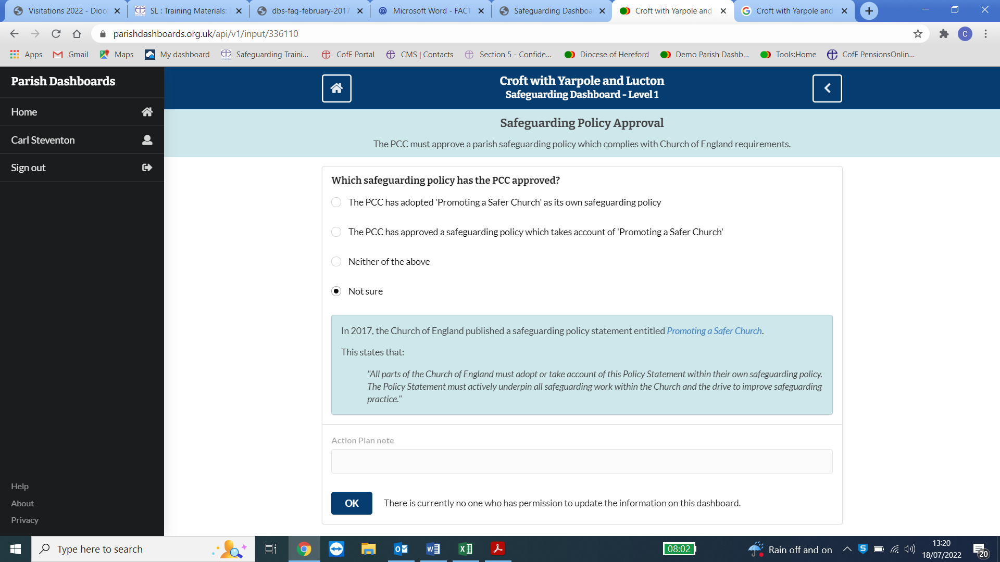 Visitations 2022 - Dioc
SL : Training Materials:
dbs-faq-february-2017
Microsoft Word - FACT
Safeguarding Dashboa
Croft with Yarpole and
Croft with Yarpole and
parishdashboards.org.uk/api/v1/input/336110
C
Apps
Gmail
Maps
My dashboard
Safeguarding Traini...
CofE Portal
CMS | Contacts
Section 5 - Confide...
Diocese of Hereford
Demo Parish Dashb...
Tools:Home
CofE PensionsOnlin...
Parish Dashboards
Home
Carl Steventon
Sign out
Help
About
Privacy
Croft with Yarpole and Lucton
Safeguarding Dashboard - Level 1
Safeguarding Policy Approval
The PCC must approve a parish safeguarding policy which complies with Church of England requirements.
Which safeguarding policy has the PCC approved?
The PCC has adopted 'Promoting a Safer Church' as its own safeguarding policy
The PCC has approved a safeguarding policy which takes account of 'Promoting a Safer Church'
Neither of the above
Not sure
In 2017, the Church of England published a safeguarding policy statement entitled Promoting a Safer Church.
This states that:
"All parts of the Church of England must adopt or take account of this Policy Statement within their own safeguarding policy.
The Policy Statement must actively underpin all safeguarding work within the Church and the drive to improve safeguarding
practice."
Action Plan note
OK
There is currently no one who has permission to update the information on this dashboard.
Type here to search
08:02
Rain off and on
13:20
18/07/2022
20